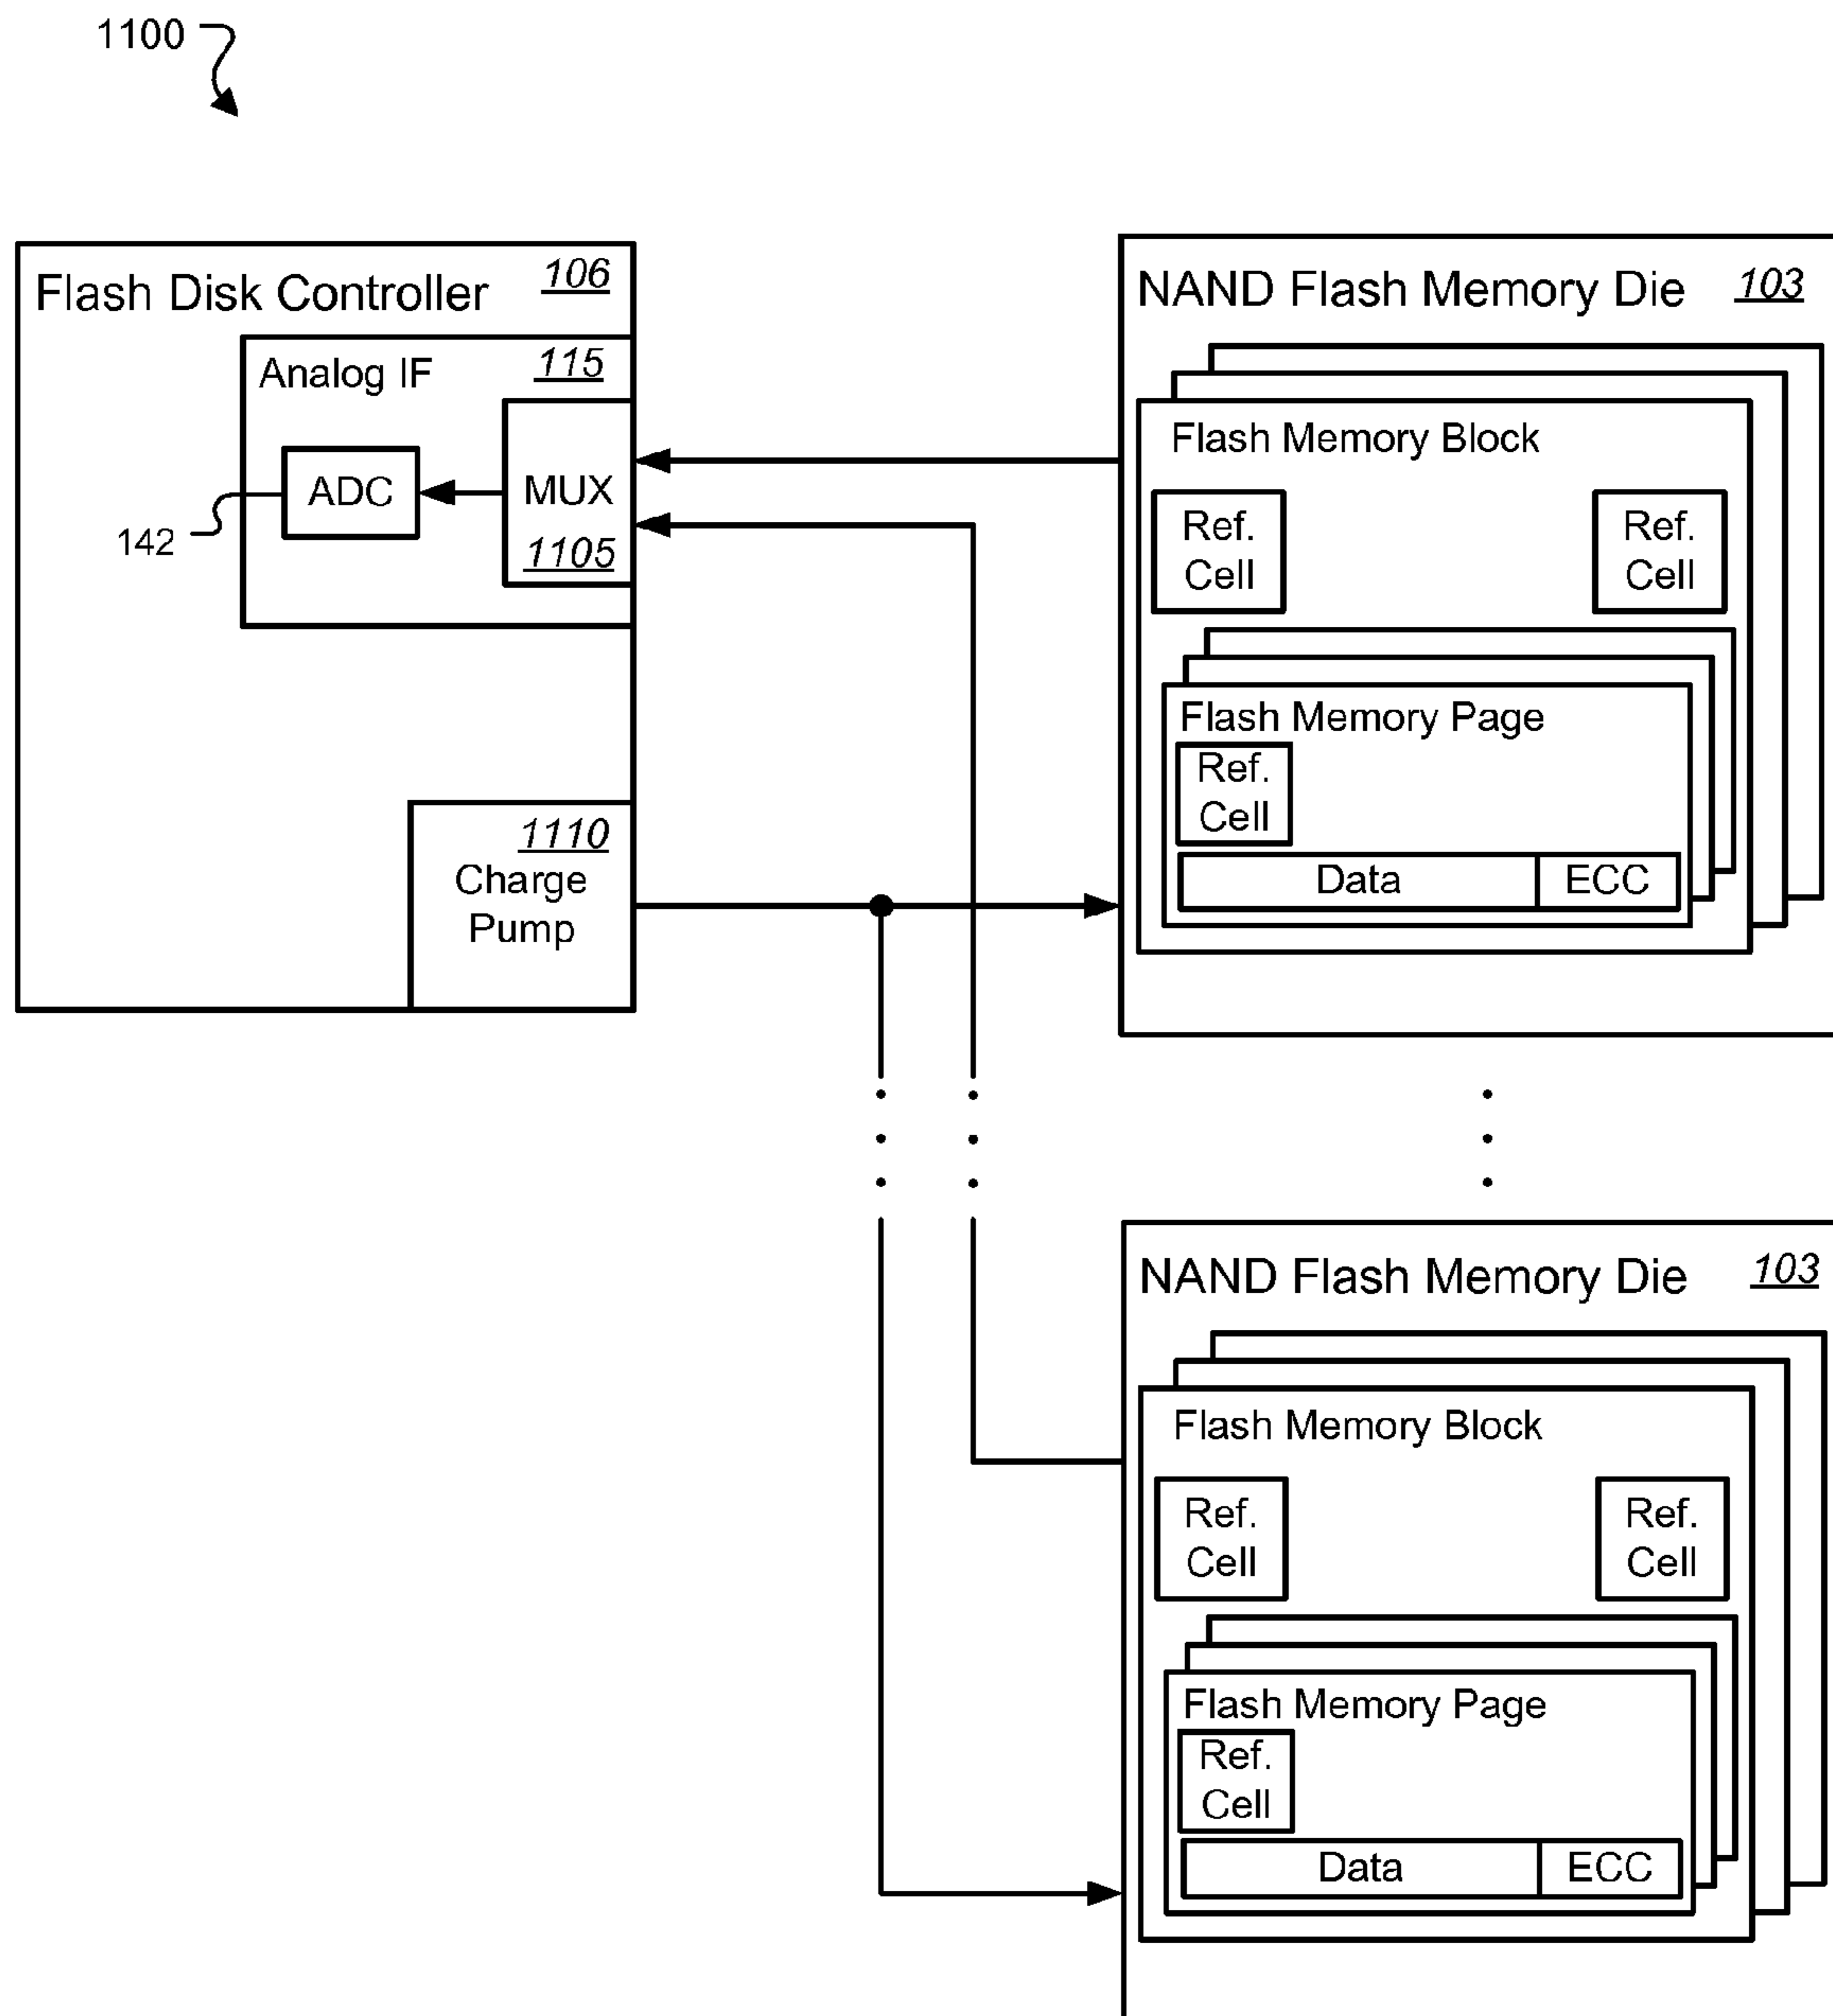 1100
Flash Disk Controller 106
Analog IF 115
ADC
MUX
1105
142
1110
Charge
Pump
NAND Flash Memory Die 103
Flash Memory Block
Ref.
Cell
Ref.
Cell
Flash Memory Page
Ref.
Cell
Data ECC
NAND Flash Memory Die 103
Flash Memory Block
Ref.
Cell
Ref.
Cell
Flash Memory Page
Ref.
Cell
Data ECC